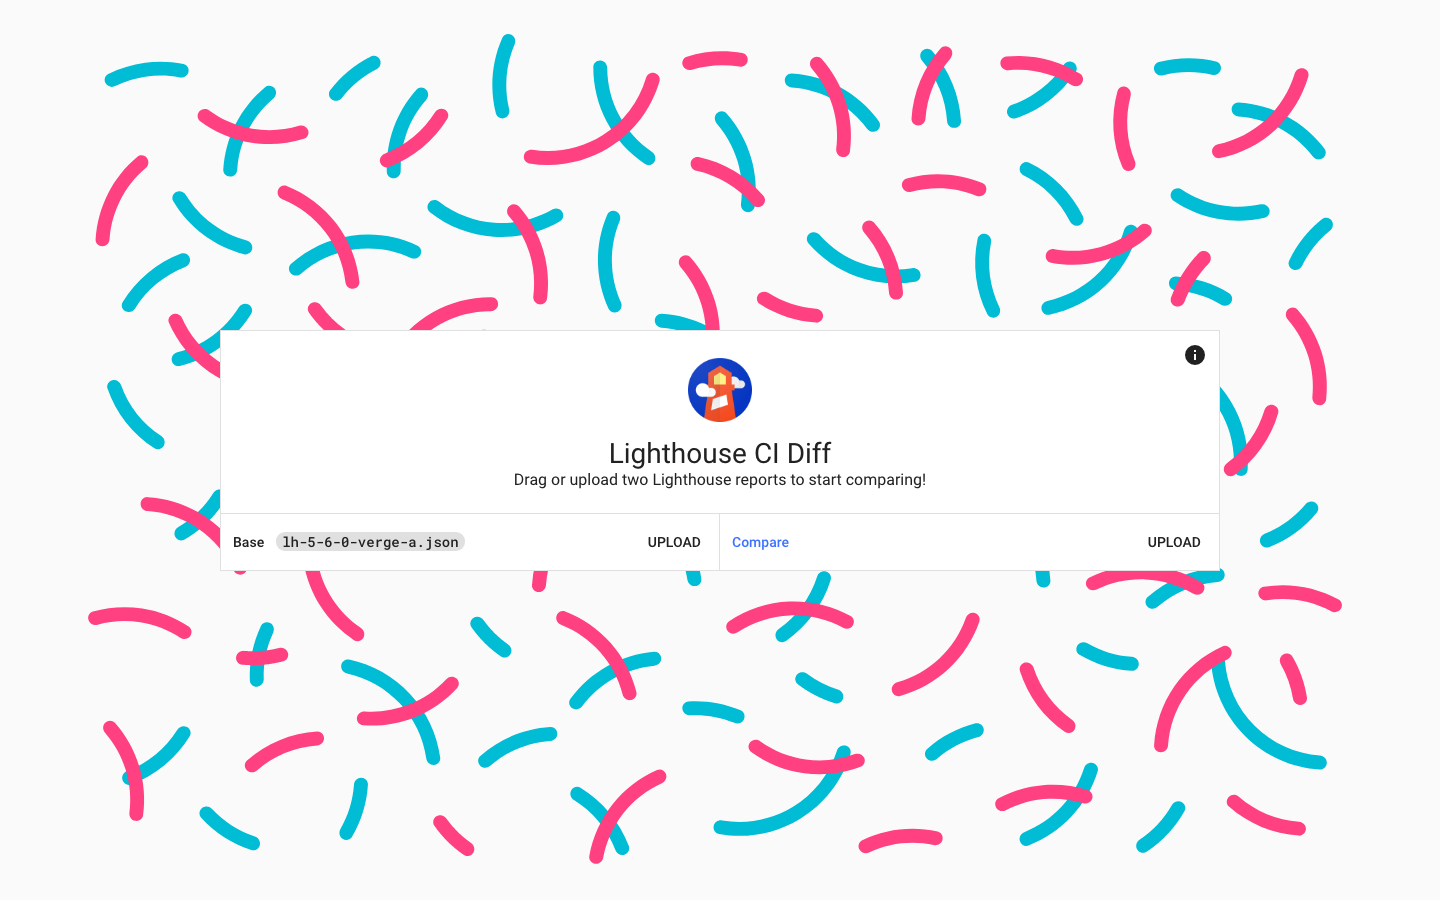 Lighthouse CI Diff
Drag or upload two Lighthouse reports to start comparing!
Base lh-5-6-0-verge-a.json UPLOAD Compare UPLOAD